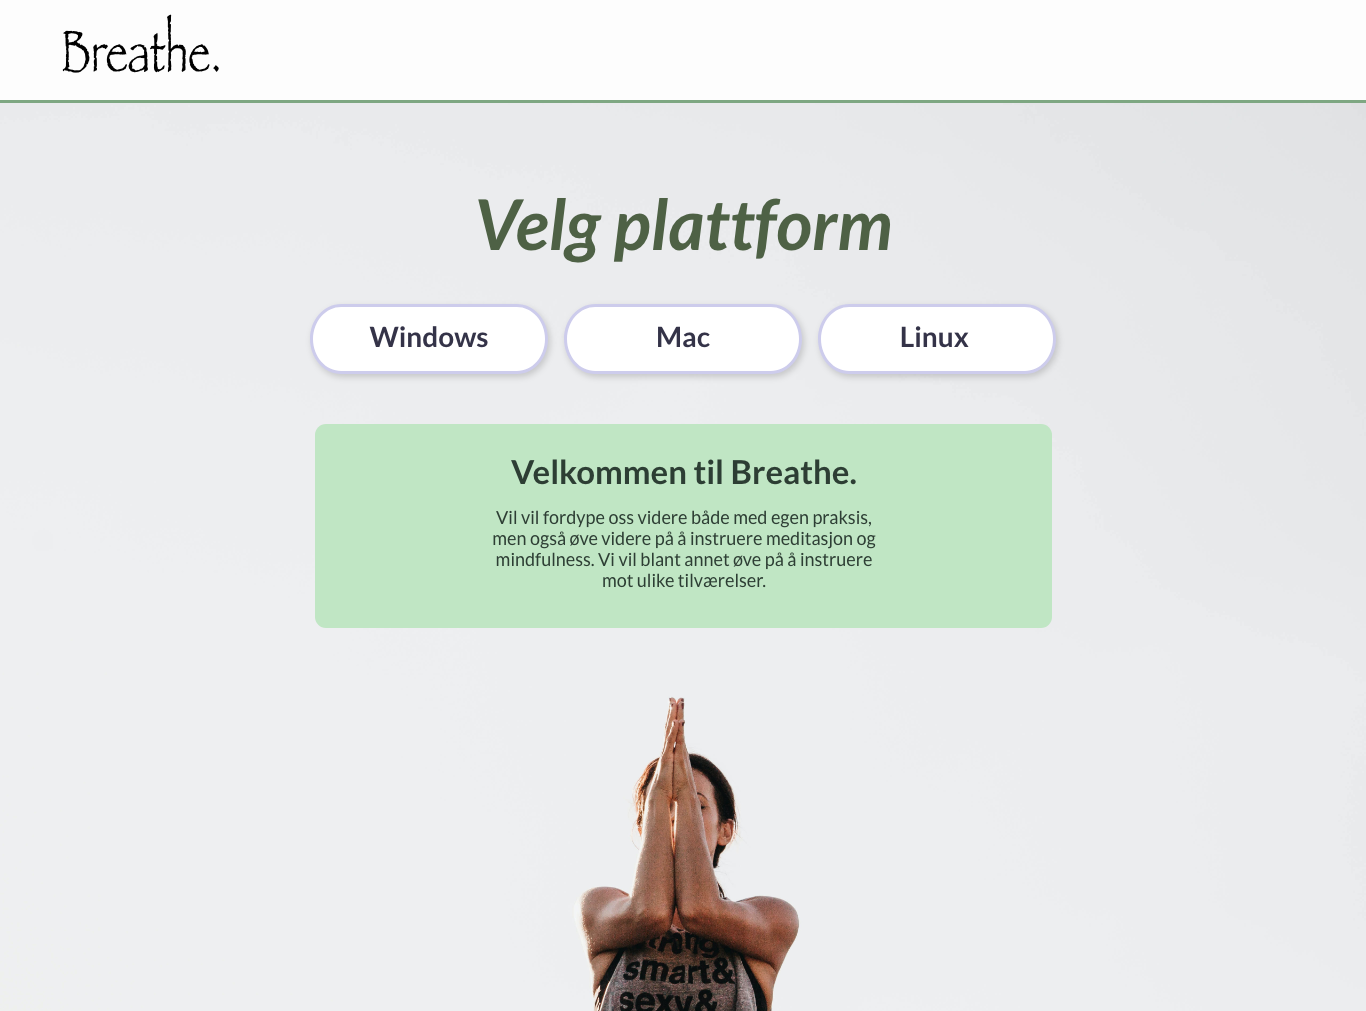 Breathe.
Velg plattform
Windows
Mac
Linux
Velkommen til Breathe.
Vil vil fordype oss videre både med egen praksis,
men også øve videre på å instruere meditasjon og
mindfulness. Vi vil blant annet øve på å instruere
mot ulike tilværelser.
smart&
sexy&